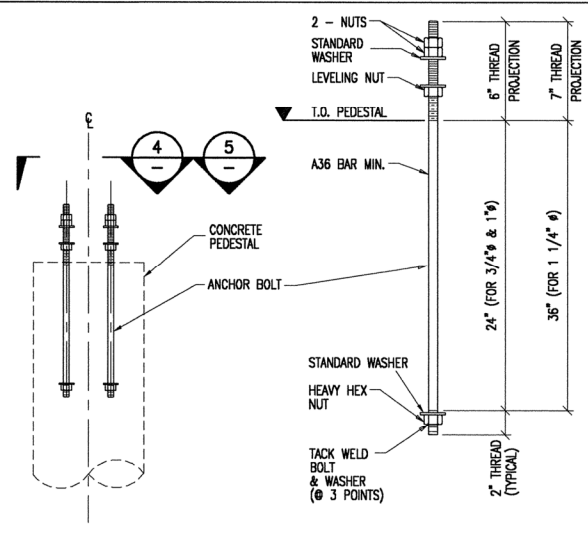 2 - NUTS
STANDARD
WASHER
LEVELING NUT
T.O. PEDESTAL
6" THREAD
PROJECTION
7" THREAD
PROJECTION
℄
4
-
5
-
A36 BAR MIN.
CONCRETE
PEDESTAL
ANCHOR BOLT
24" (FOR 3/4"ø & 1"ø)
36" (FOR 1 1/4" ø)
STANDARD WASHER
HEAVY HEX
NUT
TACK WELD
BOLT
& WASHER
(@ 3 POINTS)
2" THREAD
(TYPICAL)